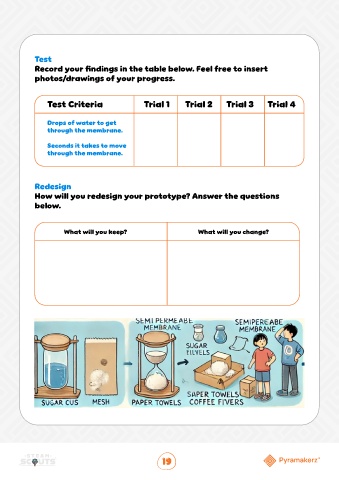 Test
Record your findings in the table below. Feel free to insert
photos/drawings of your progress.
Test Criteria Trial 1 Trial 2 Trial 3 Trial 4
Drops of water to get
through the membrane.
Seconds it takes to move
through the membrane.
Redesign
How will you redesign your prototype? Answer the questions
below.
What will you keep? What will you change?
SEMI PERMEABE
MEMBRANE
SEMIPEREABE
MEMBRANE
SUGAR
SUGAR CUS MESH PAPER TOWELS
SAPER TOWELS
COFFEE FIVERS
STEAM
SCOUTS
19
Pyramakerz